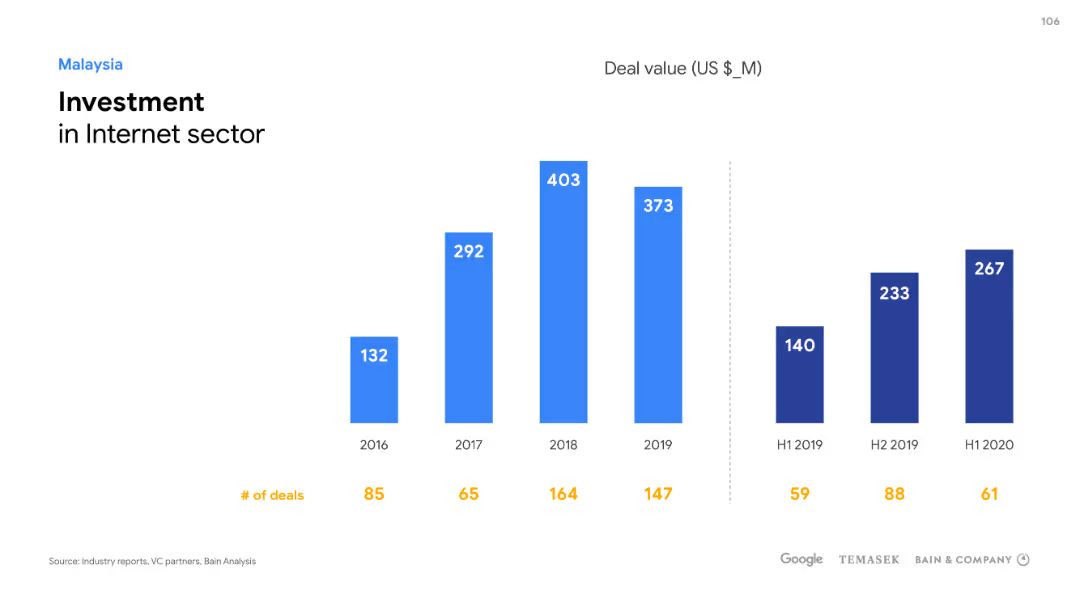 106
Malaysia
Investment
in Internet sector
Deal value (US $_M)
132 292 403 373 140 233 267
2016 2017 2018 2019 H1 2019 H2 2019 H1 2020
# of deals 85 65 164 147 59 88 61
Source: Industry reports, VC partners, Bain Analysis
Google TEMASEK BAIN & COMPANY